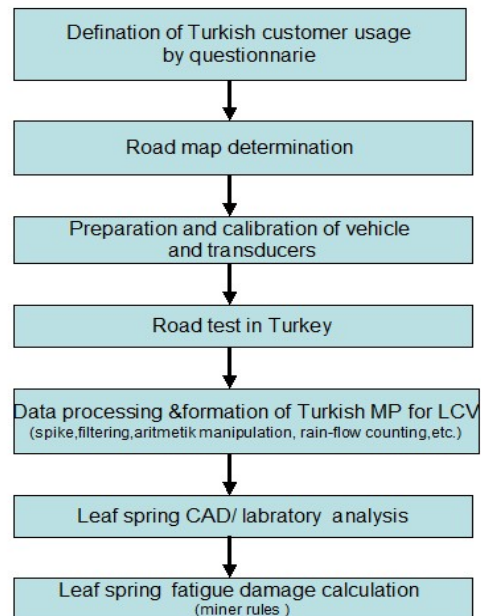 Defination of Turkish customer usage
by questionnarie
Road map determination
Preparation and calibration of vehicle
and transducers
Road test in Turkey
Data processing &formation of Turkish MP for LCV
(spike,filtering,aritmetik manipulation, rain-flow counting,etc.)
Leaf spring CAD/ labratory analysis
Leaf spring fatigue damage calculation
(miner rules )